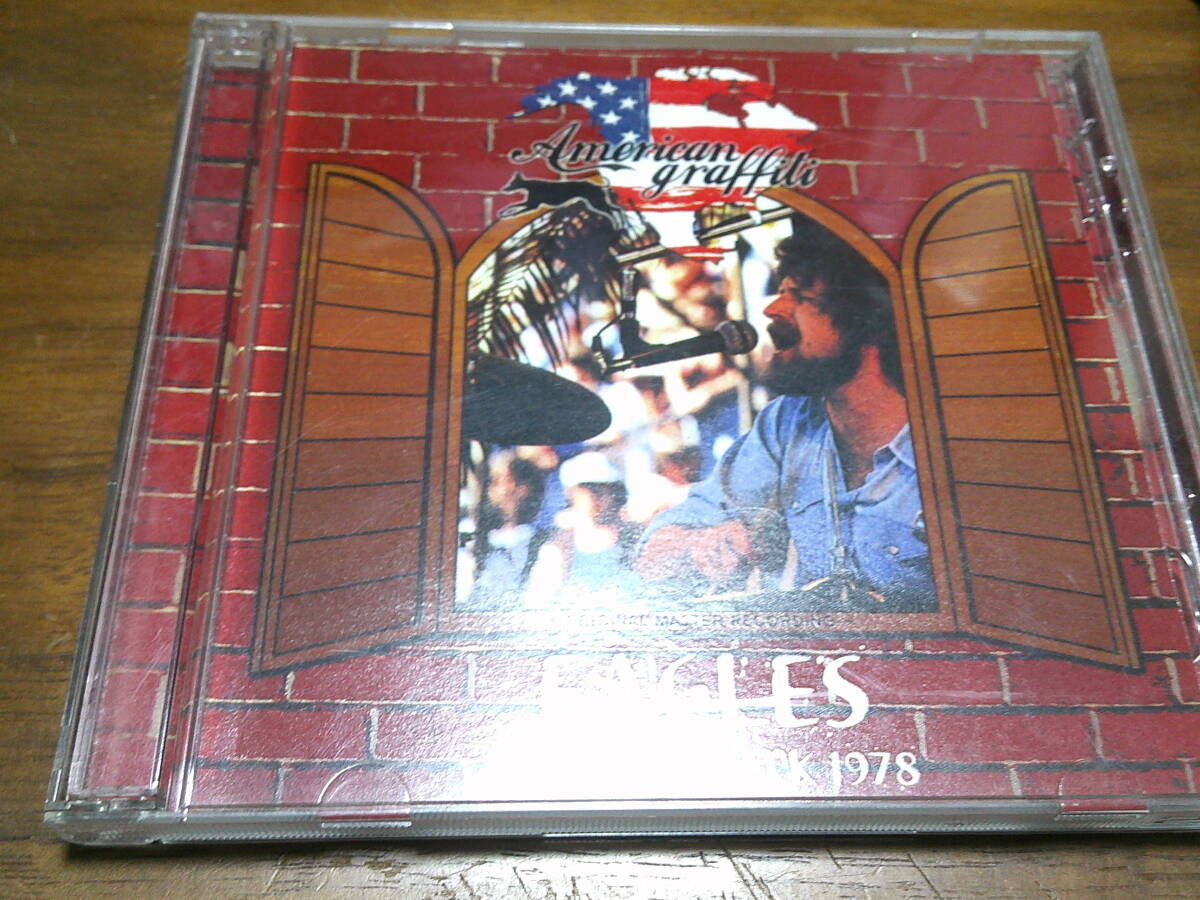 American
graffiti
ORIGINAL MASTER RECORDING
EAGLES
1978